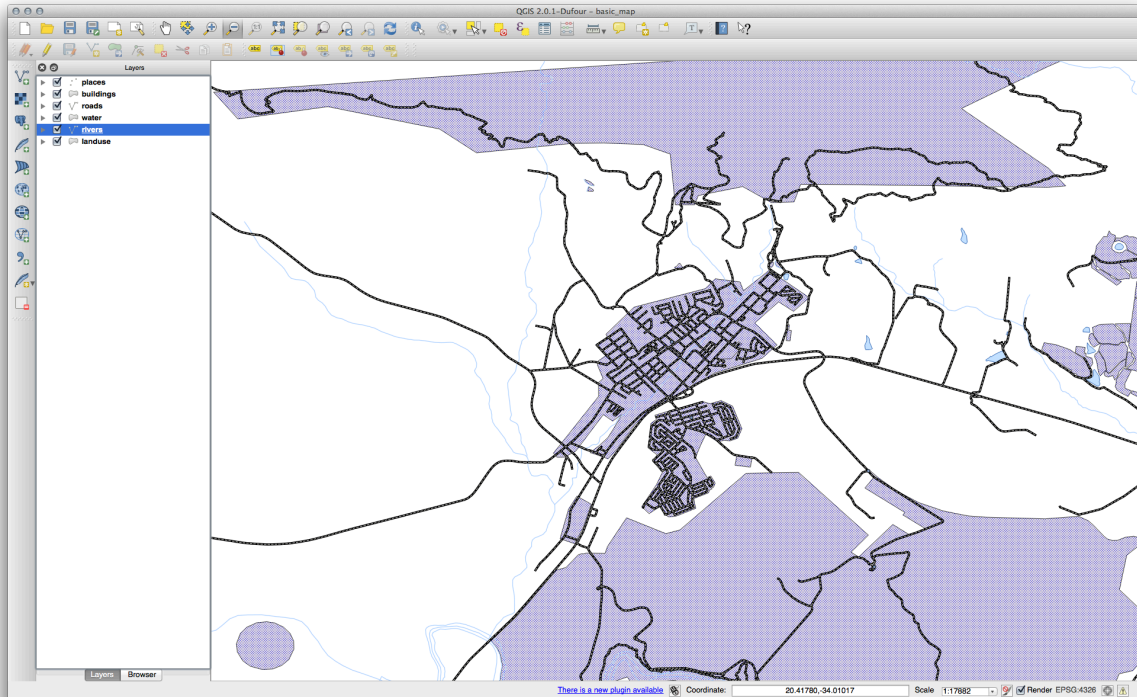 QGIS 2.0.1-Dufour – basic_map
Layers
places
buildings
roads
water
rivers
landuse
Layers Browser
There is a new plugin available Coordinate: 20.41780,-34.01017 Scale 1:17882 Render EPSG:4326